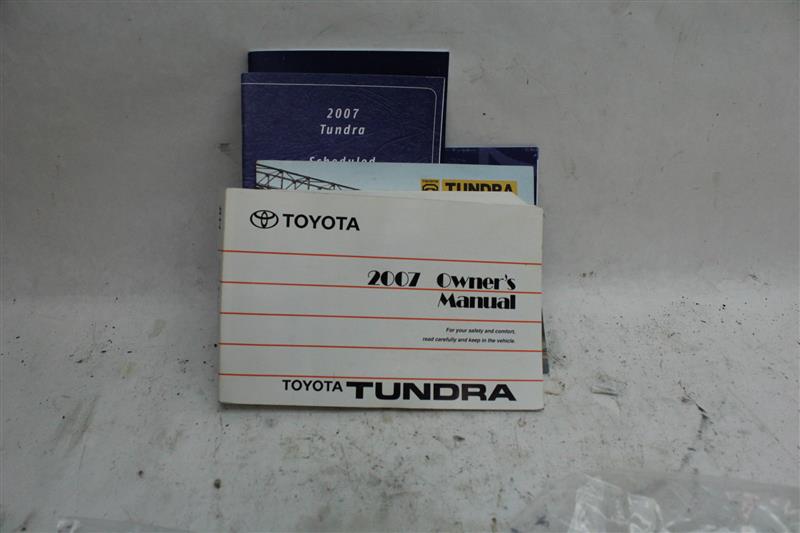 2007
Tundra
Scheduled
TUNDRA
TOYOTA
2007 Owner's
Manual
For your safety and comfort,
read carefully and keep in the vehicle.
TOYOTA TUNDRA